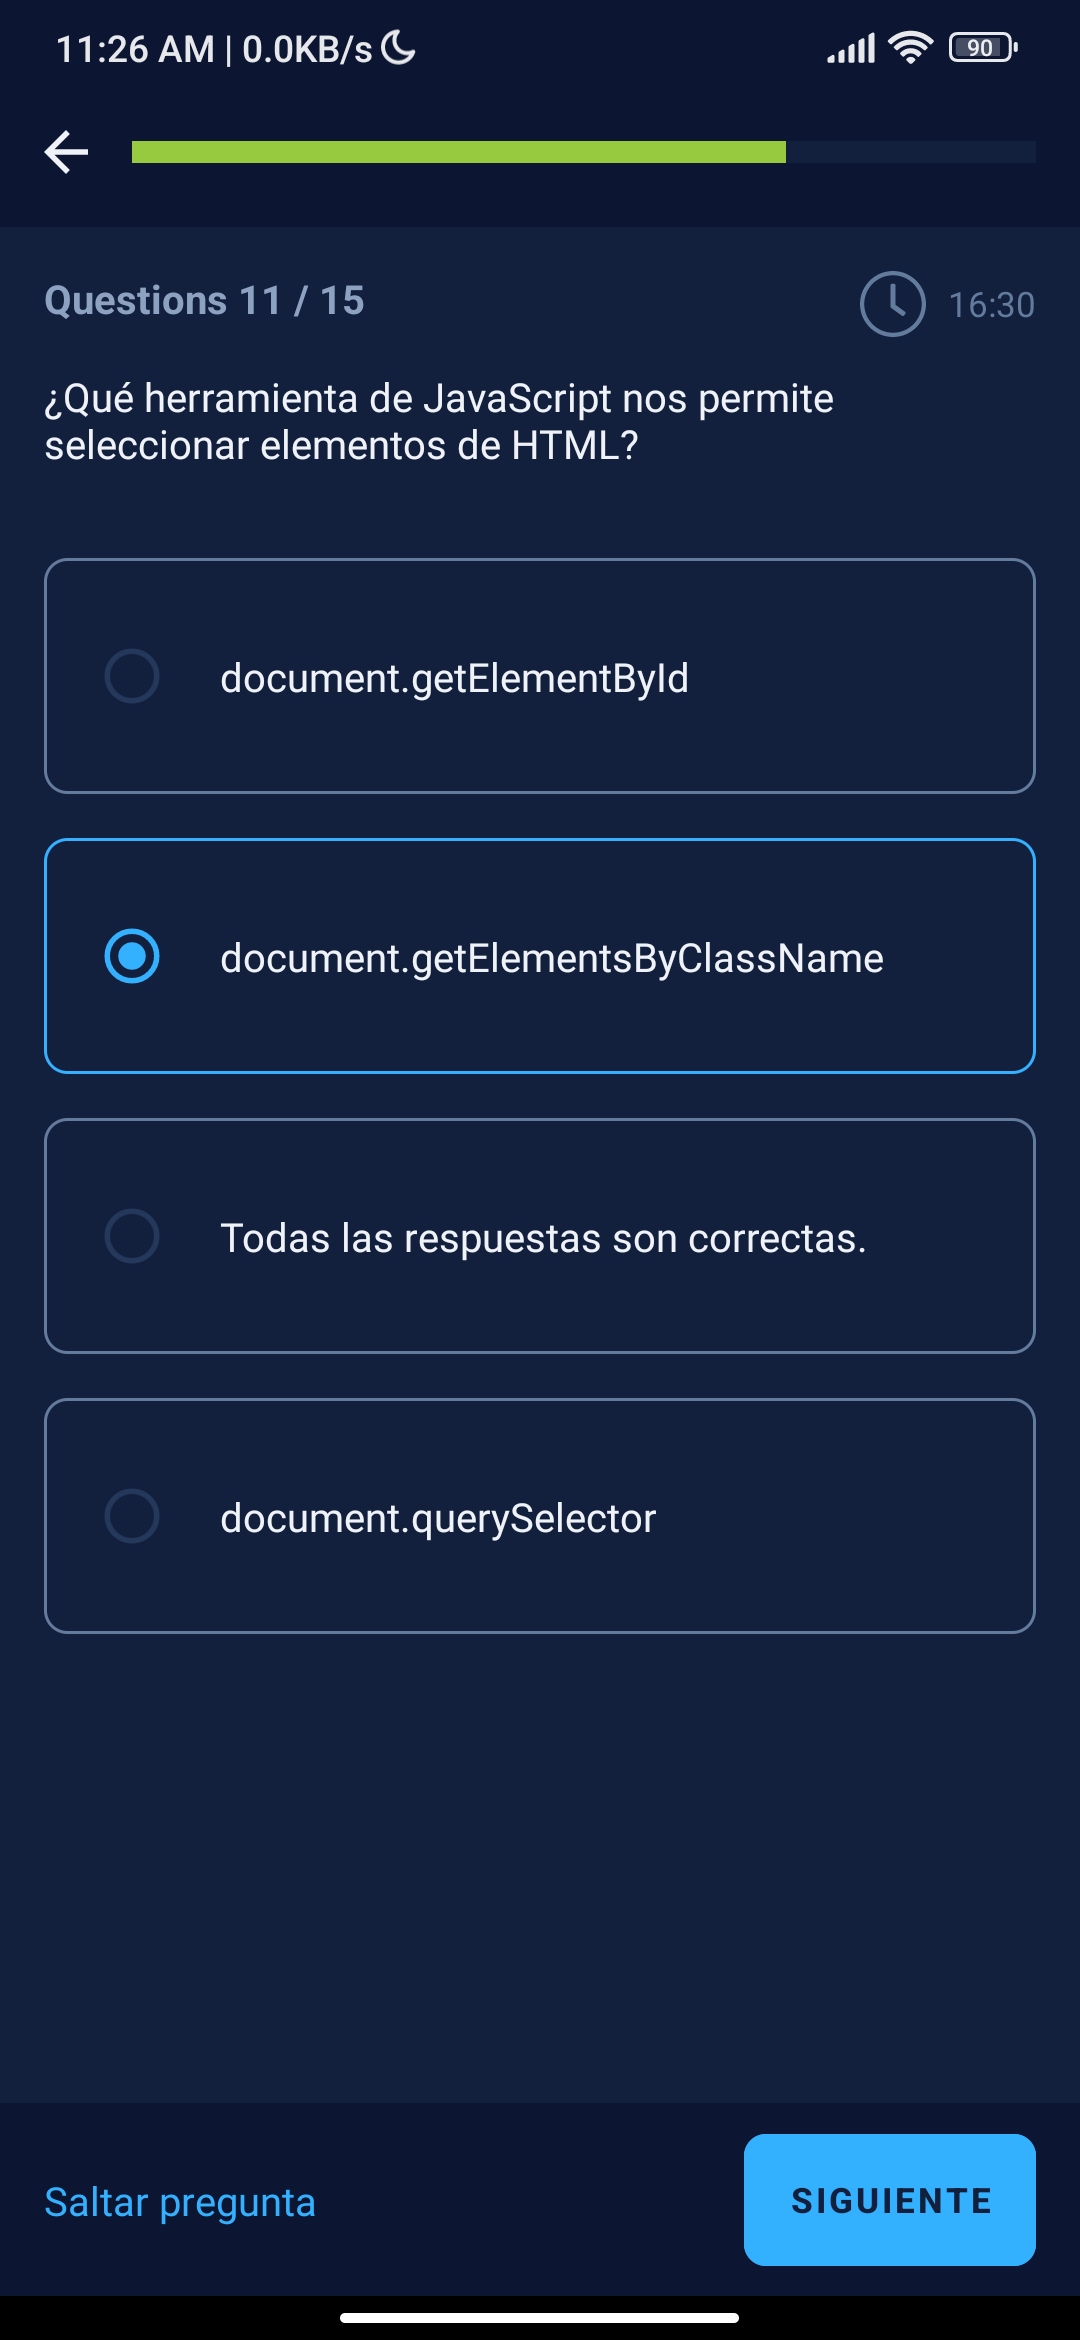 11:26 AM | 0.0KB/s
90
Questions 11 / 15
16:30
¿Qué herramienta de JavaScript nos permite
seleccionar elementos de HTML?
document.getElementById
document.getElementsByClassName
Todas las respuestas son correctas.
document.querySelector
Saltar pregunta
SIGUIENTE